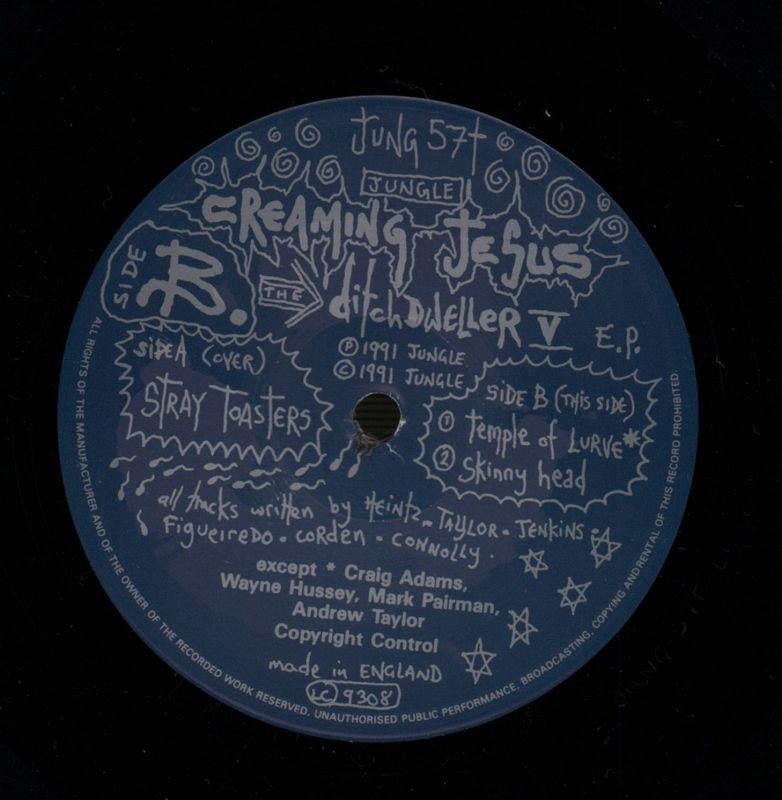 JUNG 57T
JUNGLE
CREAMING JESUS
SIDE B.
THE ditchDWELLER V E.P.
Ⓟ 1991 JUNGLE
© 1991 JUNGLE
SIDE A (OVER)
STRAY TOASTERS
SIDE B (THIS SIDE)
① Temple of LURVE*
② Skinny head
all tracks written by HEINTZ - TAYLOR - JENKINS -
FigueireDo - CORDEN - CONNOLLY.
except * Craig Adams,
Wayne Hussey, Mark Pairman,
Andrew Taylor
Copyright Control
made in ENGLAND
LC 9308
ALL RIGHTS OF THE MANUFACTURER AND OF THE OWNER OF THE RECORDED WORK RESERVED. UNAUTHORISED PUBLIC PERFORMANCE, BROADCASTING, COPYING AND RENTAL OF THIS RECORD PROHIBITED.